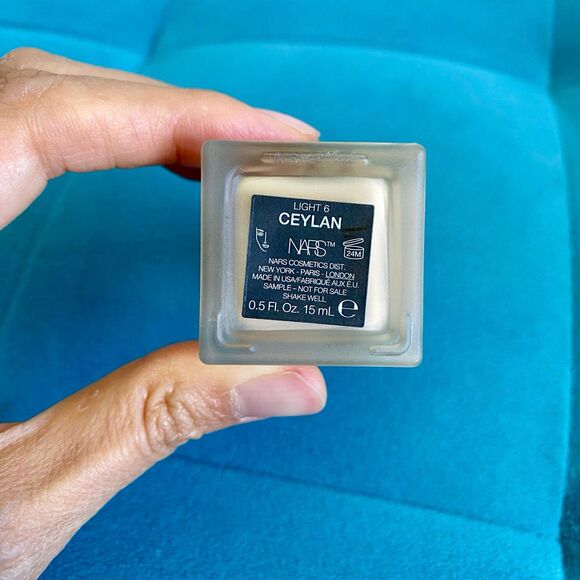 LIGHT 6
CEYLAN
NARS™
24M
NARS COSMETICS DIST.
NEW YORK - PARIS - LONDON
MADE IN USA/FABRIQUÉ AUX É.U.
SAMPLE - NOT FOR SALE
SHAKE WELL
0.5 Fl. Oz. 15 mL ℮